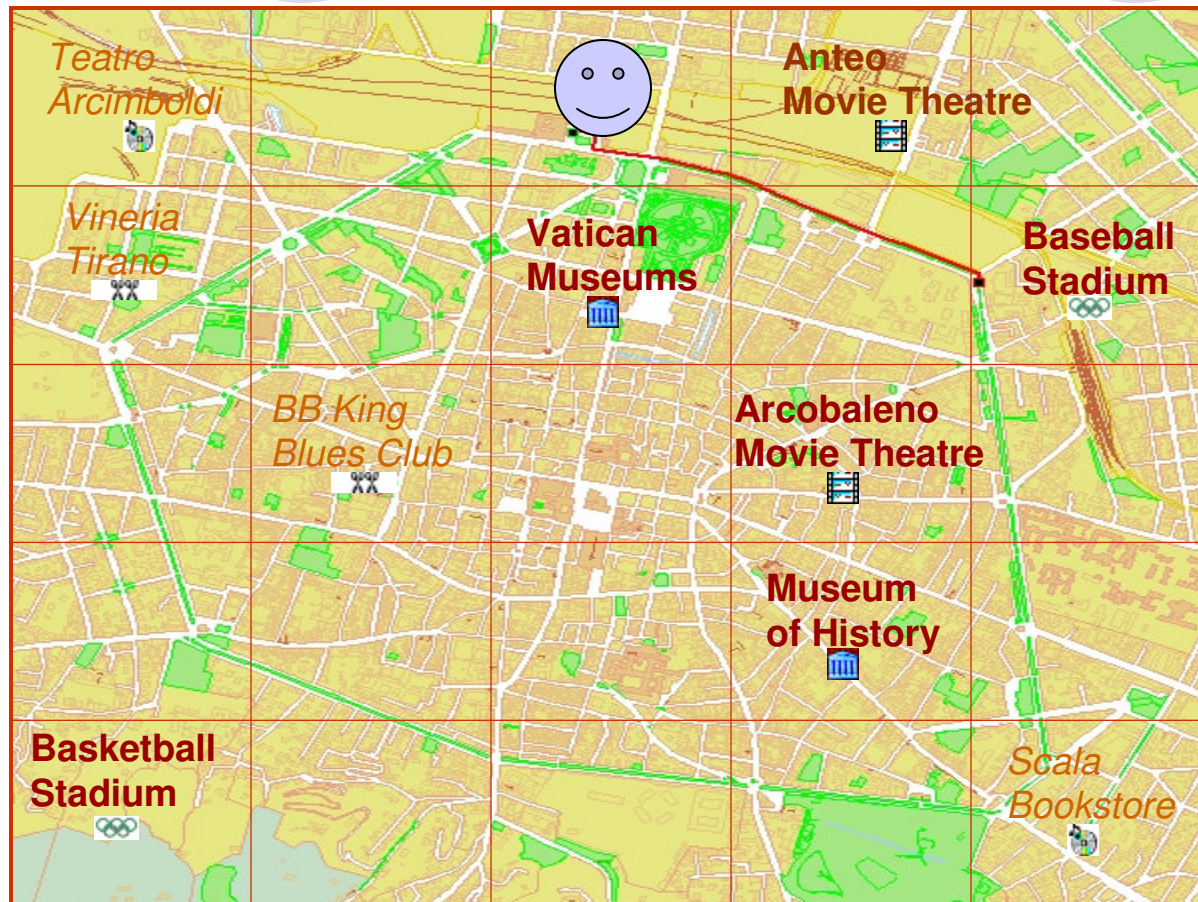 Teatro
Arcimboldi
Anteo
Movie Theatre
Vineria
Tirano
Vatican
Museums
Baseball
Stadium
BB King
Blues Club
Arcobaleno
Movie Theatre
Museum
of History
Basketball
Stadium
Scala
Bookstore